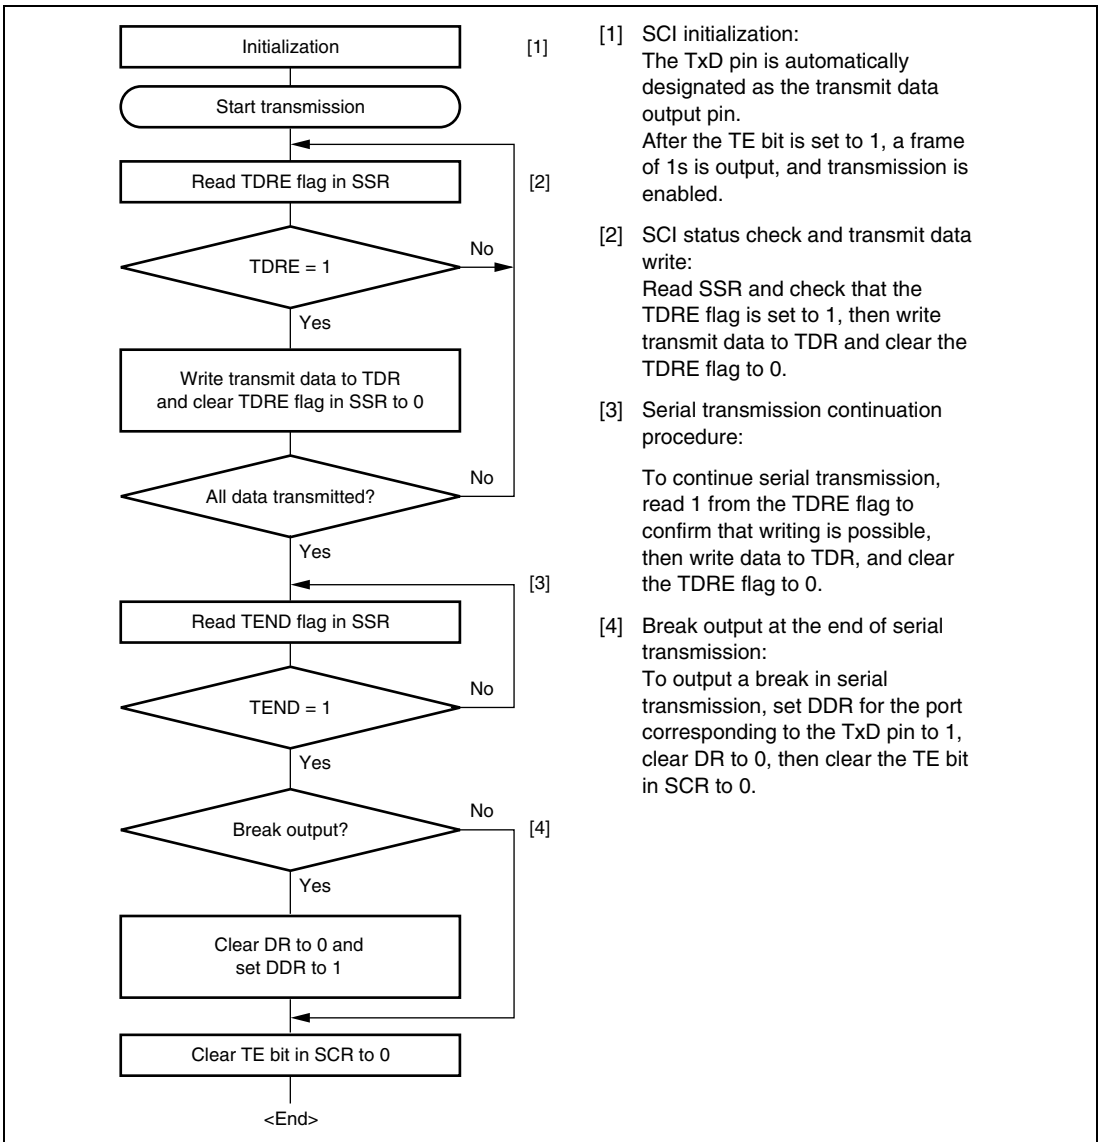 Initialization
[1]
Start transmission
Read TDRE flag in SSR
[2]
TDRE = 1
No
Yes
Write transmit data to TDR
and clear TDRE flag in SSR to 0
All data transmitted?
No
Yes
[3]
Read TEND flag in SSR
TEND = 1
No
Yes
Break output?
No
[4]
Yes
Clear DR to 0 and
set DDR to 1
Clear TE bit in SCR to 0
<End>
[1] SCI initialization:
The TxD pin is automatically
designated as the transmit data
output pin.
After the TE bit is set to 1, a frame
of 1s is output, and transmission is
enabled.
[2] SCI status check and transmit data
write:
Read SSR and check that the
TDRE flag is set to 1, then write
transmit data to TDR and clear the
TDRE flag to 0.
[3] Serial transmission continuation
procedure:
To continue serial transmission,
read 1 from the TDRE flag to
confirm that writing is possible,
then write data to TDR, and clear
the TDRE flag to 0.
[4] Break output at the end of serial
transmission:
To output a break in serial
transmission, set DDR for the port
corresponding to the TxD pin to 1,
clear DR to 0, then clear the TE bit
in SCR to 0.